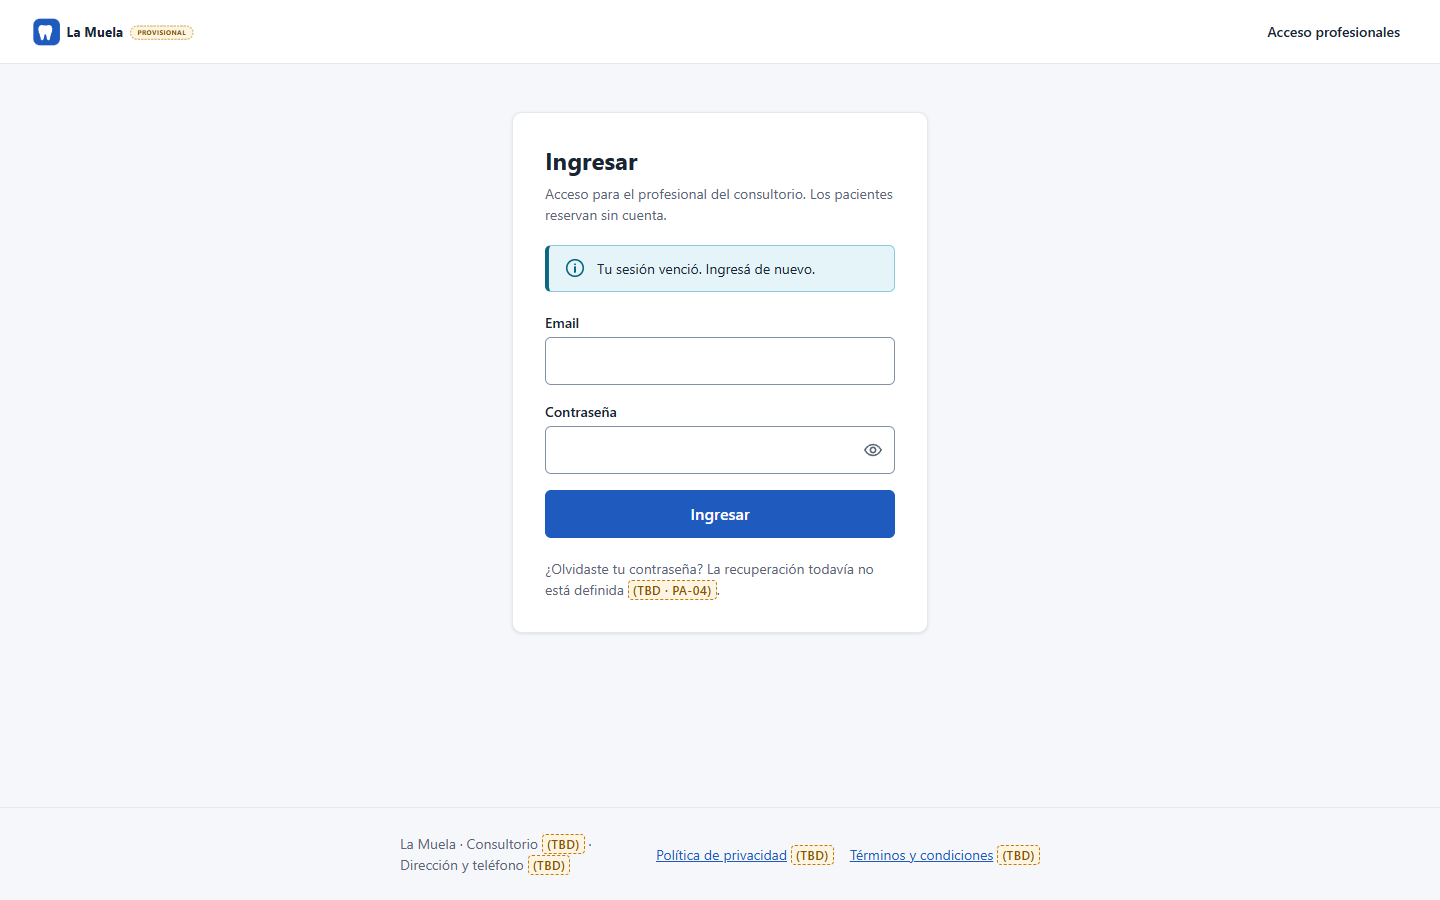 La Muela PROVISIONAL
Acceso profesionales
Ingresar
Acceso para el profesional del consultorio. Los pacientes
reservan sin cuenta.
Tu sesión venció. Ingresá de nuevo.
Email
Contraseña
Ingresar
¿Olvidaste tu contraseña? La recuperación todavía no
está definida (TBD · PA-04).
La Muela · Consultorio (TBD) ·
Dirección y teléfono (TBD)
Política de privacidad (TBD) Términos y condiciones (TBD)